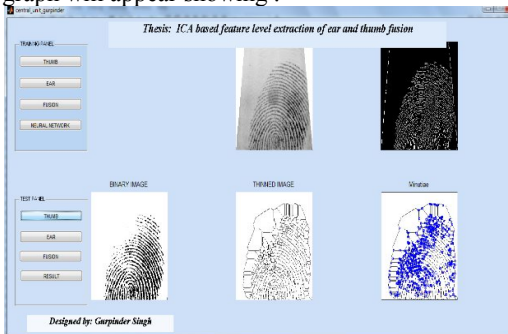 graph will appear showing :
central_unit_gurpinder
Thesis: ICA based feature level extraction of ear and thumb fusion
TRAINING PANEL
THUMB
EAR
FUSION
NEURAL NETWORK
BINARY IMAGE
THINNED IMAGE
Minutiae
TEST PANEL
THUMB
EAR
FUSION
RESULT
Designed by: Gurpinder Singh